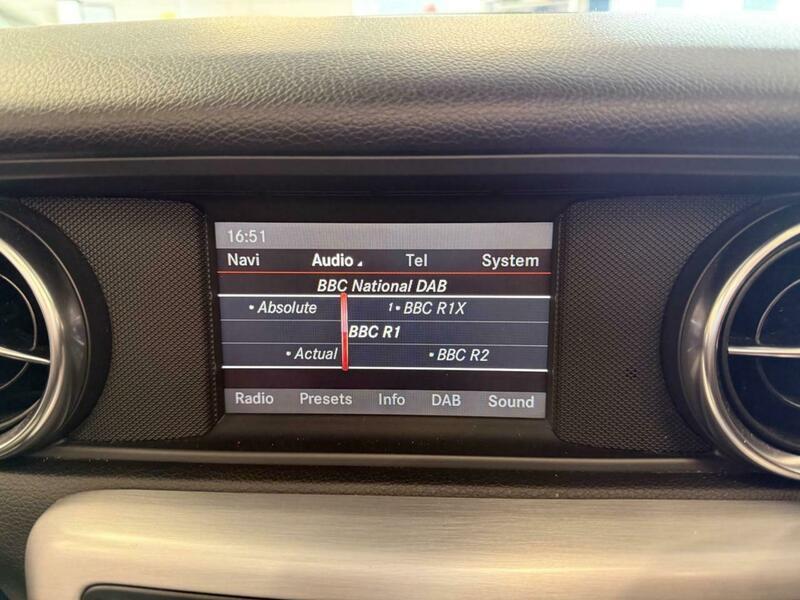 16:51
Navi Audio Tel System
BBC National DAB
• Absolute 1• BBC R1X
BBC R1
• Actual • BBC R2
Radio Presets Info DAB Sound